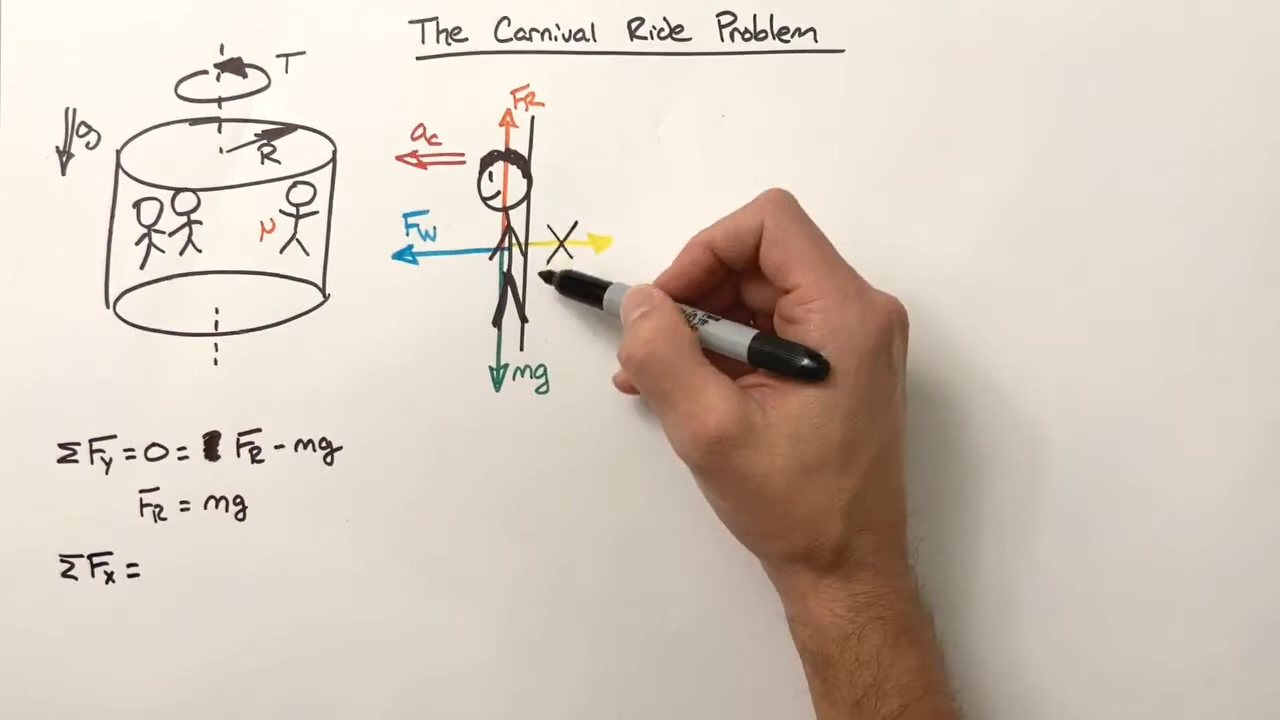 The Carnival Ride Problem
T
g
R
μ
FR
ac
Fw
mg
ΣFy = 0 = FR - mg
FR = mg
ΣFx =